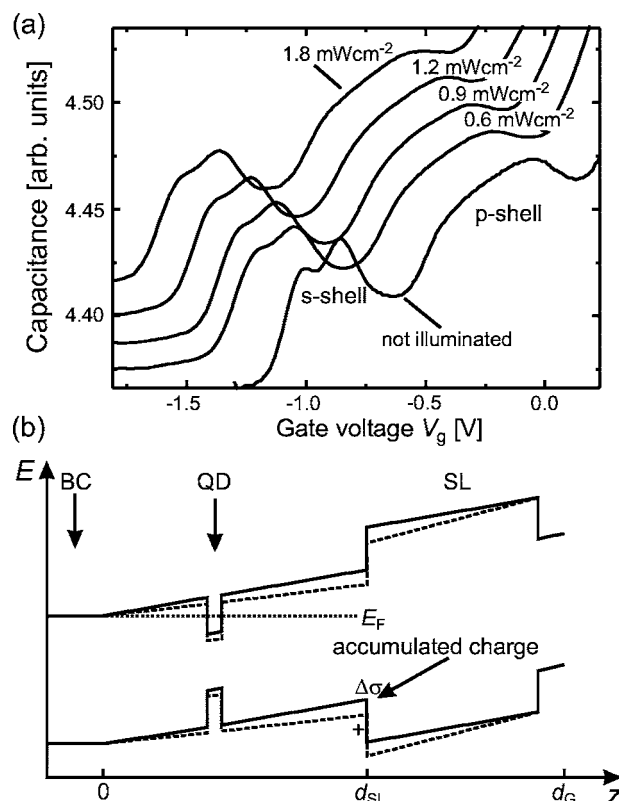 (a)
1.8 mWcm⁻²
1.2 mWcm⁻²
0.9 mWcm⁻²
0.6 mWcm⁻²
p-shell
s-shell
not illuminated
Capacitance [arb. units]
4.50
4.45
4.40
-1.5
-1.0
-0.5
0.0
Gate voltage Vg [V]
(b)
E
BC
QD
SL
EF
accumulated charge
Δσ
+
0
dSL
dG
z